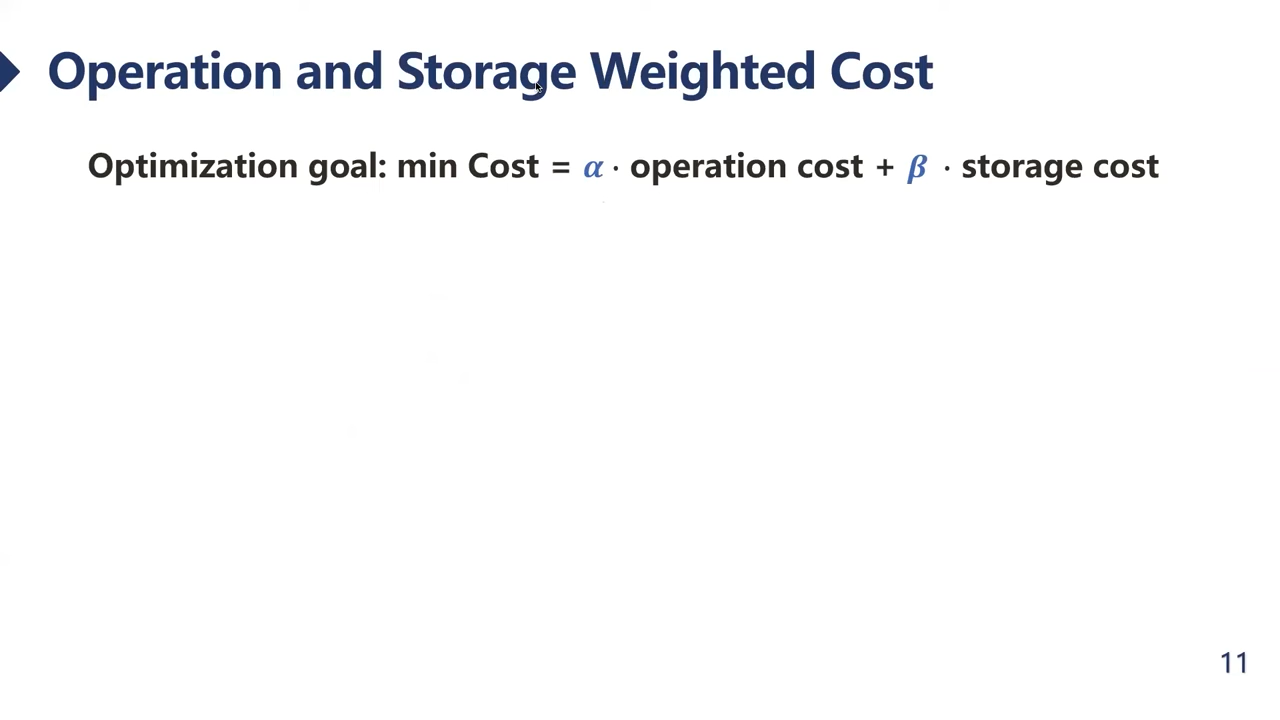 Operation and Storage Weighted Cost
Optimization goal: min Cost = α · operation cost + β · storage cost
11